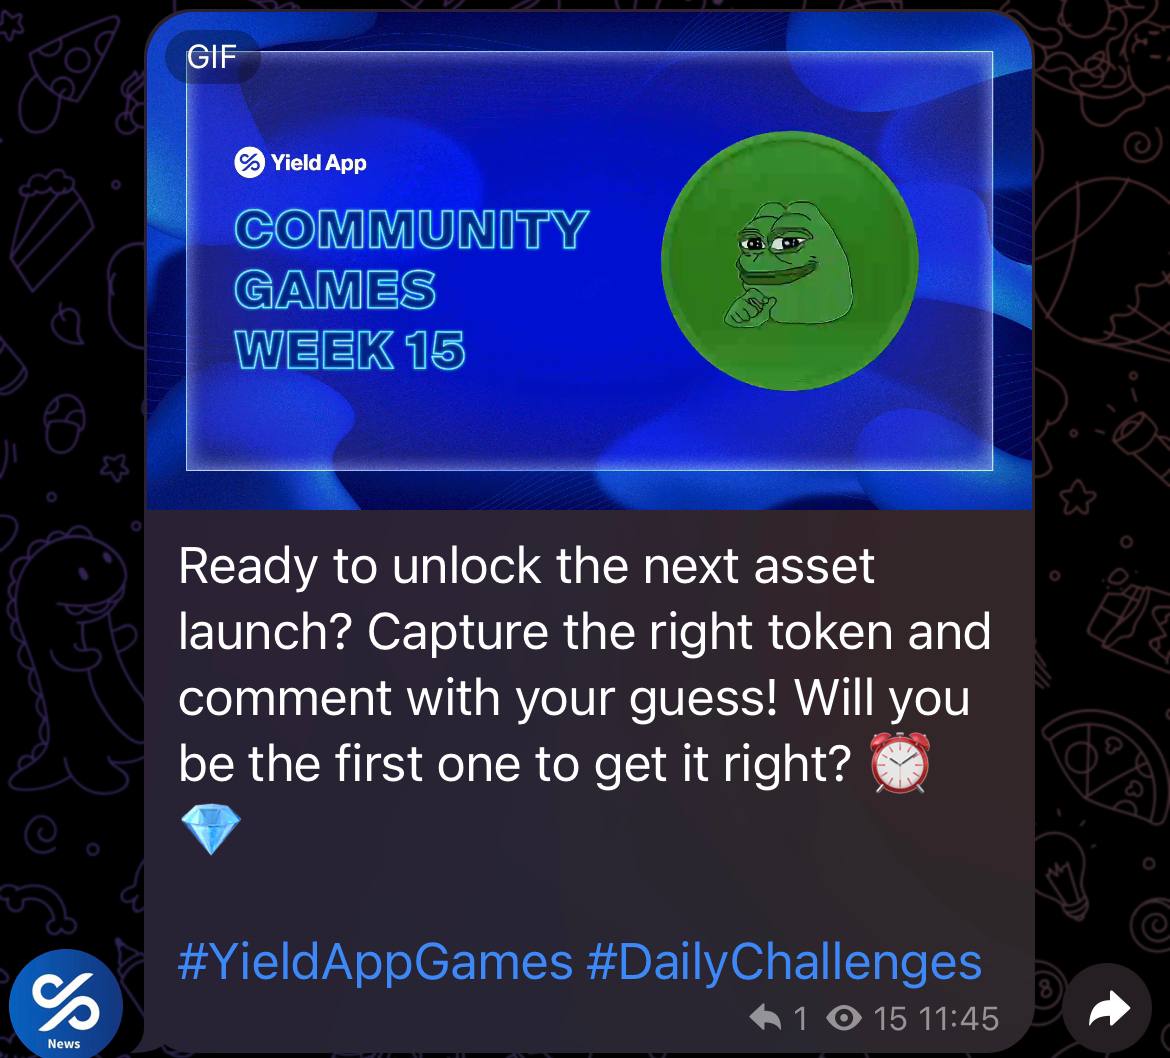 GIF
Yield App
COMMUNITY
GAMES
WEEK 15
Ready to unlock the next asset
launch? Capture the right token and
comment with your guess! Will you
be the first one to get it right? ⏰
💎
#YieldAppGames #DailyChallenges
1 15 11:45
News